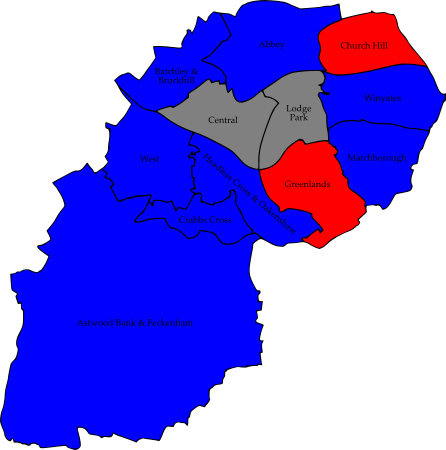 Abbey
Church Hill
Batchley &
Brockhill
Winyates
Central
Lodge
Park
West
Matchborough
Headless Cross & Oakenshaw
Greenlands
Crabbs Cross
Astwood Bank & Feckenham